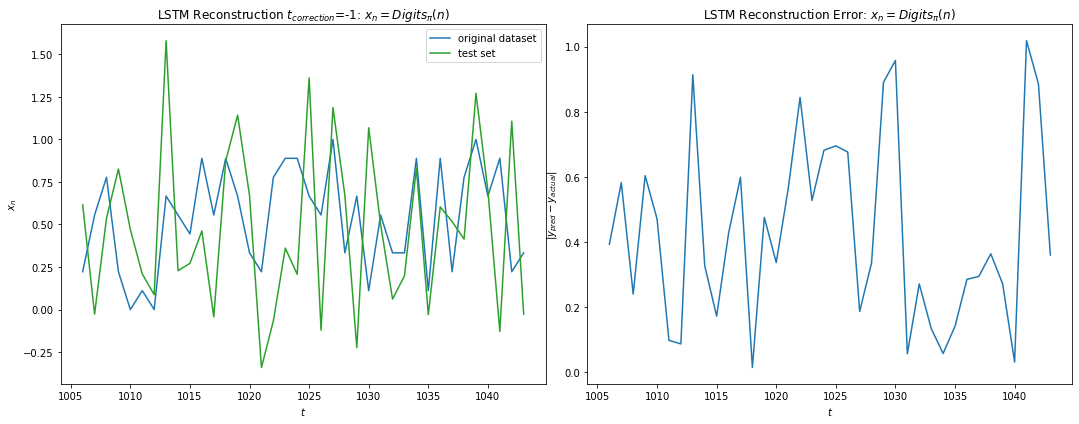 LSTM Reconstruction t_correction=-1: x_n = Digits_π(n)
original dataset
test set
1.50
1.25
1.00
0.75
0.50
0.25
0.00
−0.25
x_n
1005 1010 1015 1020 1025 1030 1035 1040
t
LSTM Reconstruction Error: x_n = Digits_π(n)
1.0
0.8
0.6
0.4
0.2
0.0
|y_pred − y_actual|
1005 1010 1015 1020 1025 1030 1035 1040
t